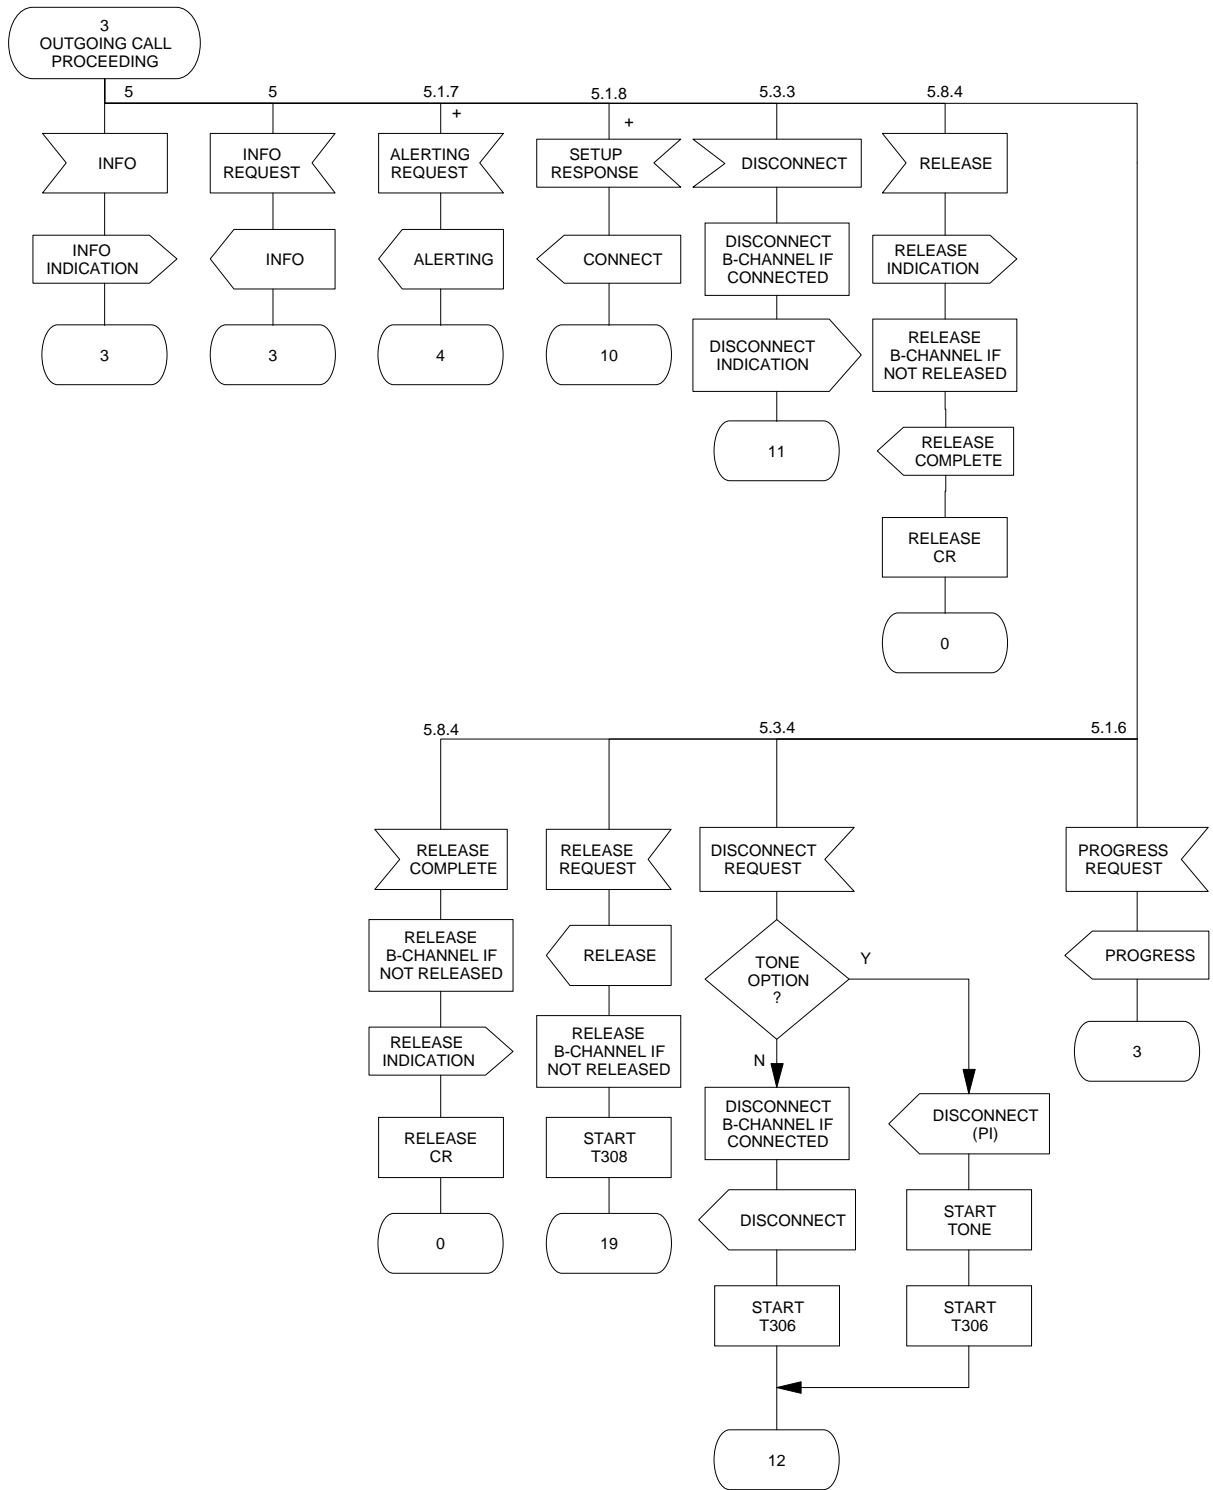 3
OUTGOING CALL
PROCEEDING
5
5
5.1.7
5.1.8
5.3.3
5.8.4
+
+
INFO
INFO
REQUEST
ALERTING
REQUEST
SETUP
RESPONSE
DISCONNECT
RELEASE
INFO
INDICATION
INFO
ALERTING
CONNECT
DISCONNECT
B-CHANNEL IF
CONNECTED
RELEASE
INDICATION
3
3
4
10
DISCONNECT
INDICATION
RELEASE
B-CHANNEL IF
NOT RELEASED
11
RELEASE
COMPLETE
RELEASE
CR
0
5.8.4
5.3.4
5.1.6
RELEASE
COMPLETE
RELEASE
REQUEST
DISCONNECT
REQUEST
PROGRESS
REQUEST
RELEASE
B-CHANNEL IF
NOT RELEASED
RELEASE
TONE
OPTION
?
Y
PROGRESS
RELEASE
INDICATION
RELEASE
B-CHANNEL IF
NOT RELEASED
N
3
DISCONNECT
B-CHANNEL IF
CONNECTED
DISCONNECT
(PI)
RELEASE
CR
START
T308
DISCONNECT
START
TONE
0
19
START
T306
START
T306
12